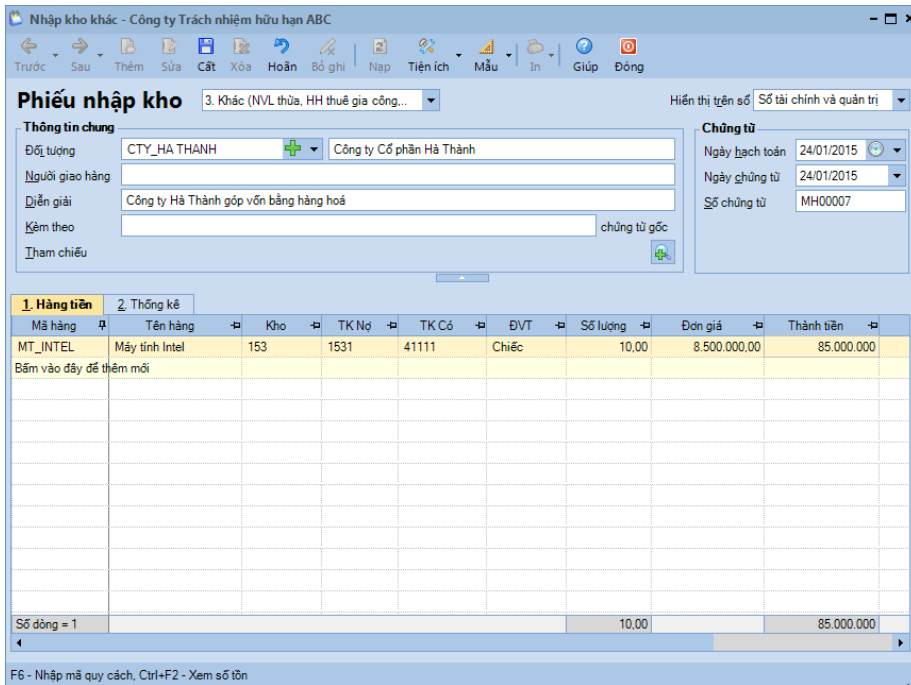 Nhập kho khác - Công ty Trách nhiệm hữu hạn ABC
Trước Sau Thêm Sửa Cất Xóa Hoãn Bỏ ghi Nạp Tiện ích Mẫu In Giúp Đóng
Phiếu nhập kho 3. Khác (NVL thừa, HH thuê gia công,... Hiển thị trên sổ Sổ tài chính và quản trị
Thông tin chung Chứng từ
Đối tượng CTY_HA THANH Công ty Cổ phần Hà Thành Ngày hạch toán 24/01/2015
Người giao hàng Ngày chứng từ 24/01/2015
Diễn giải Công ty Hà Thành góp vốn bằng hàng hoá Số chứng từ MH00007
Kèm theo chứng từ gốc
Tham chiếu
1. Hàng tiền 2. Thống kê
Mã hàng Tên hàng Kho TK Nợ TK Có ĐVT Số lượng Đơn giá Thành tiền
MT_INTEL Máy tính Intel 153 1531 41111 Chiếc 10,00 8.500.000,00 85.000.000
Bấm vào đây để thêm mới
Số dòng = 1 10,00 85.000.000
F6 - Nhập mã quy cách, Ctrl+F2 - Xem số tồn